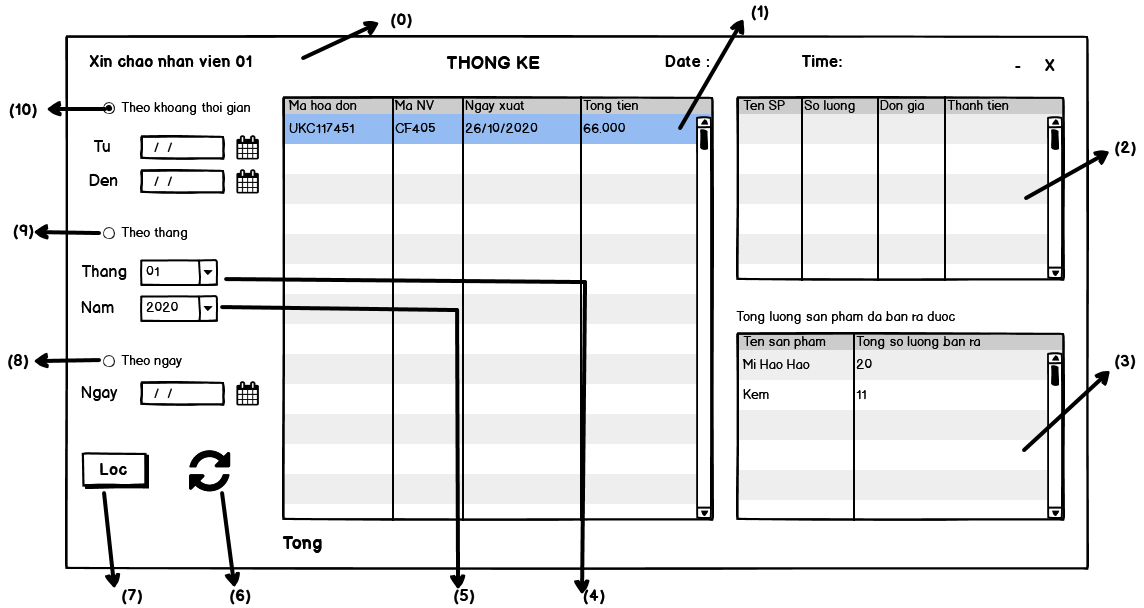 (0)
(1)
Xin chao nhan vien 01
THONG KE
Date :
Time:
- X
(10)
Theo khoang thoi gian
Tu / /
Den / /
(9)
Theo thang
Thang 01
Nam 2020
(8)
Theo ngay
Ngay / /
Loc
Ma hoa don Ma NV Ngay xuat Tong tien
UKC117451 CF405 26/10/2020 66.000
Tong
Ten SP So luong Don gia Thanh tien
(2)
Tong luong san pham da ban ra duoc
Ten san pham Tong so luong ban ra
Mi Hao Hao 20
Kem 11
(3)
(7)
(6)
(5)
(4)